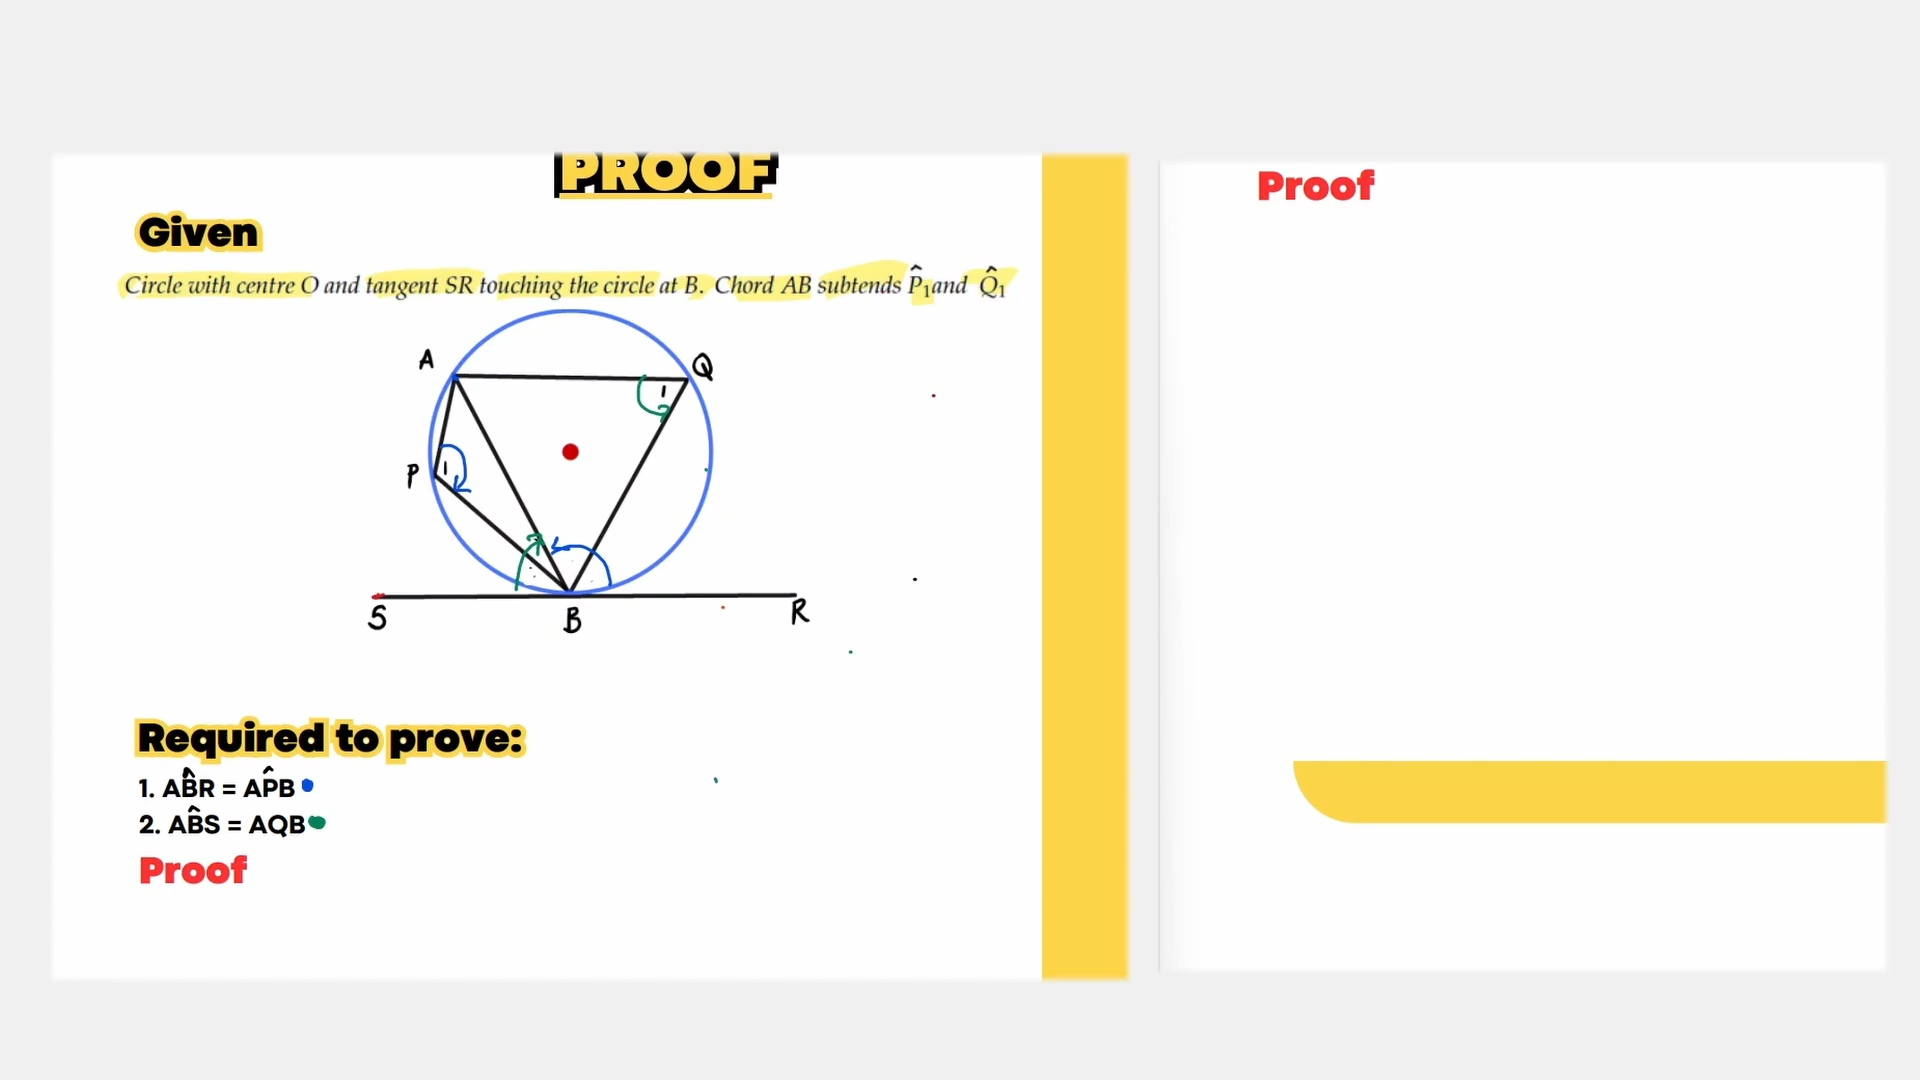 PROOF
Given
Circle with centre O and tangent SR touching the circle at B. Chord AB subtends P̂₁and Q̂₁
A
Q
1
P
1
S
B
R
Required to prove:
1. AB̂R = AP̂B
2. AB̂S = AQB
Proof
Proof